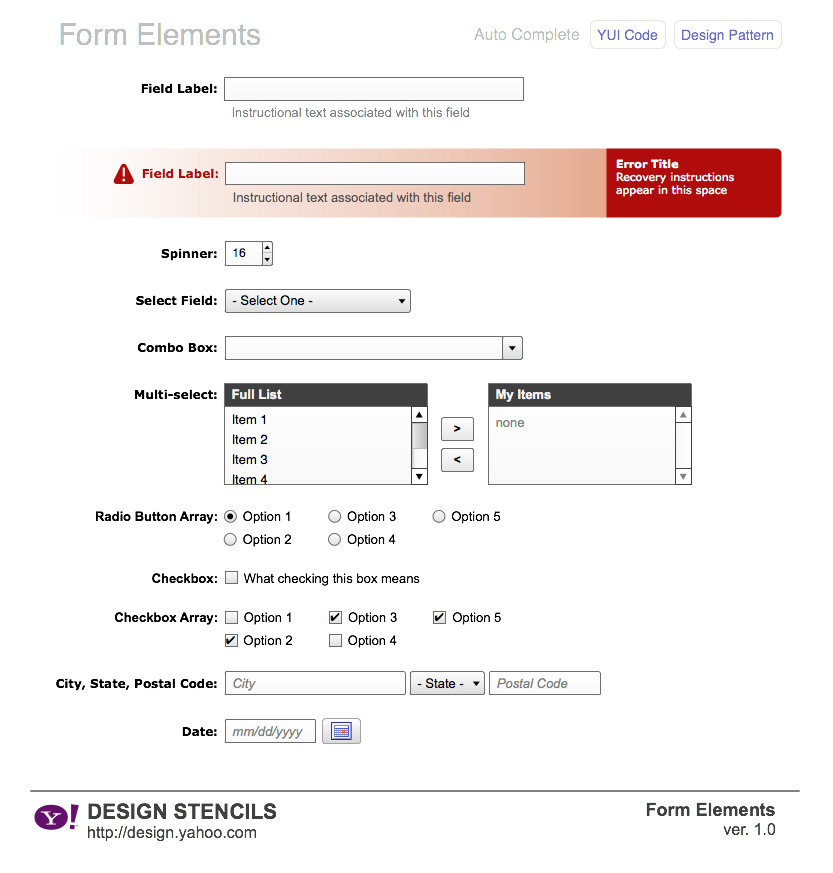 Form Elements
Auto Complete YUI Code Design Pattern
Field Label:
Instructional text associated with this field
Field Label:
Instructional text associated with this field
Error Title
Recovery instructions
appear in this space
Spinner: 16
Select Field: - Select One -
Combo Box:
Multi-select: Full List My Items
Item 1
Item 2
Item 3
Item 4
none
>
<
Radio Button Array: Option 1 Option 3 Option 5
Option 2 Option 4
Checkbox: What checking this box means
Checkbox Array: Option 1 Option 3 Option 5
Option 2 Option 4
City, State, Postal Code: City - State - Postal Code
Date: mm/dd/yyyy
Y! DESIGN STENCILS
http://design.yahoo.com
Form Elements
ver. 1.0